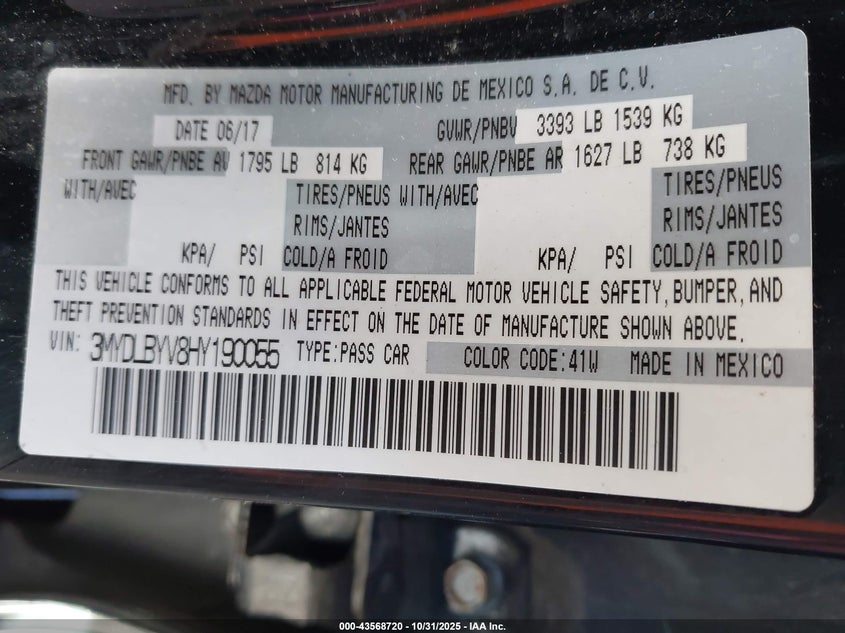 MFD. BY MAZDA MOTOR MANUFACTURING DE MEXICO S.A. DE C.V.
DATE 06/17 GVWR/PNBV 3393 LB 1539 KG
FRONT GAWR/PNBE AV 1795 LB 814 KG REAR GAWR/PNBE AR 1627 LB 738 KG
WITH/AVEC TIRES/PNEUS WITH/AVEC TIRES/PNEUS
RIMS/JANTES RIMS/JANTES
KPA/ PSI COLD/A FROID KPA/ PSI COLD/A FROID
THIS VEHICLE CONFORMS TO ALL APPLICABLE FEDERAL MOTOR VEHICLE SAFETY, BUMPER, AND
THEFT PREVENTION STANDARDS IN EFFECT ON THE DATE OF MANUFACTURE SHOWN ABOVE.
VIN: 3MYDLBYV8HY190055 TYPE:PASS CAR COLOR CODE:41W MADE IN MEXICO
000-43568720 - 10/31/2025 - IAA Inc.